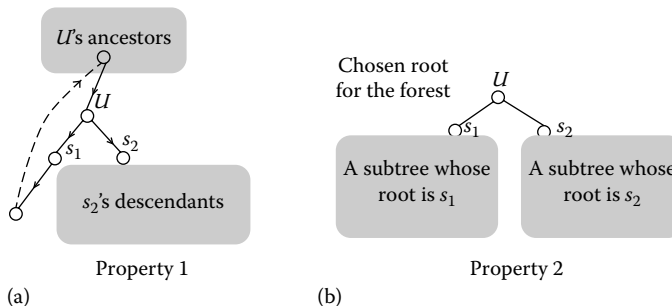 U's ancestors
U
s1
s2
s2's descendants
Property 1
(a)
Chosen root
for the forest
U
s1
s2
A subtree whose
root is s1
A subtree whose
root is s2
Property 2
(b)